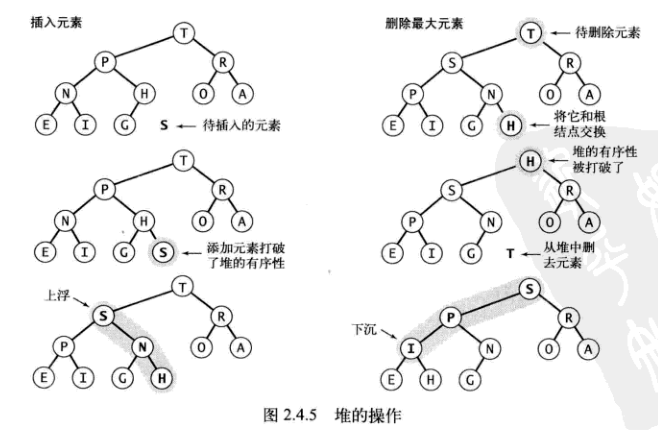 插入元素
T
P R
N H O A
E I G S 待插入的元素
T
P R
N H O A
E I G S 添加元素打破
了堆的有序性
上浮
T
S R
P N O A
E I G H
删除最大元素
T 待删除元素
S R
P N O A
E I G H 将它和根
结点交换
H 堆的有序性
被打破了
S R
P N O A
E I G T 从堆中删
去元素
S
下沉 P R
I N O A
E H G
图 2.4.5 堆的操作